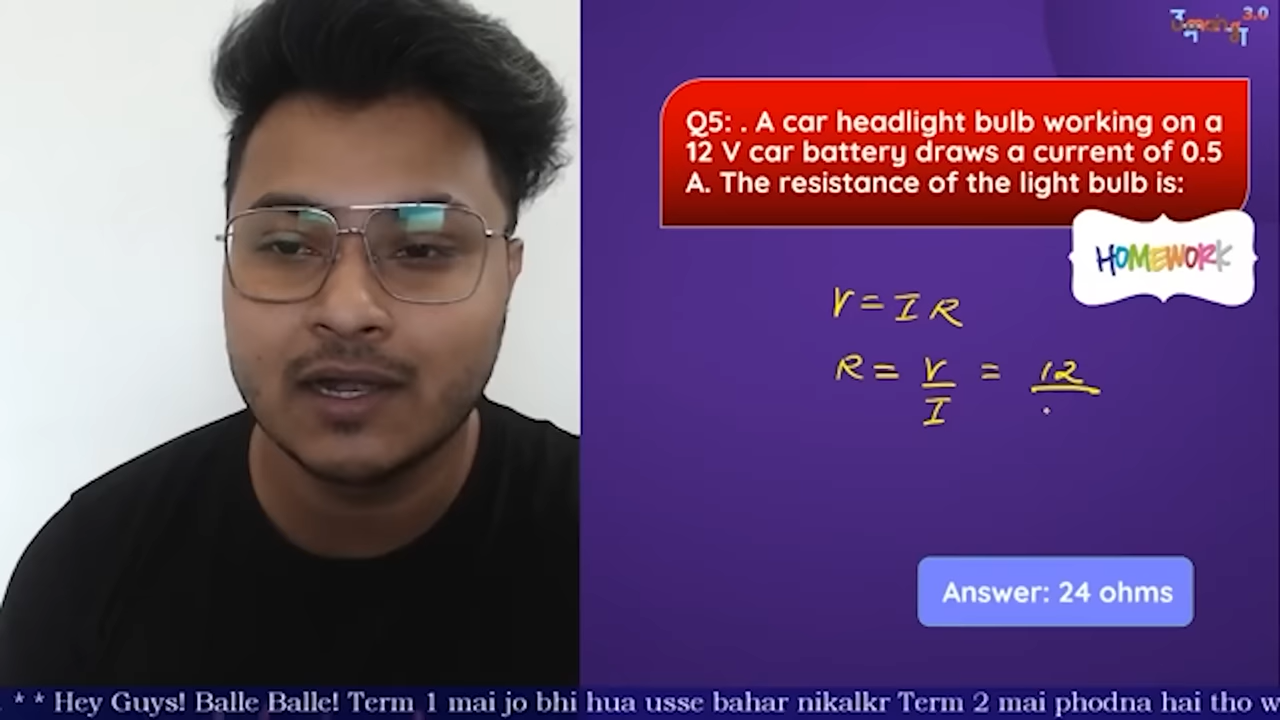 3.0
Q5: . A car headlight bulb working on a
12 V car battery draws a current of 0.5
A. The resistance of the light bulb is:
HOMEWORK
V = I R
R = V/I = 12
Answer: 24 ohms
* * Hey Guys! Balle Balle! Term 1 mai jo bhi hua usse bahar nikalkr Term 2 mai phodna hai tho w